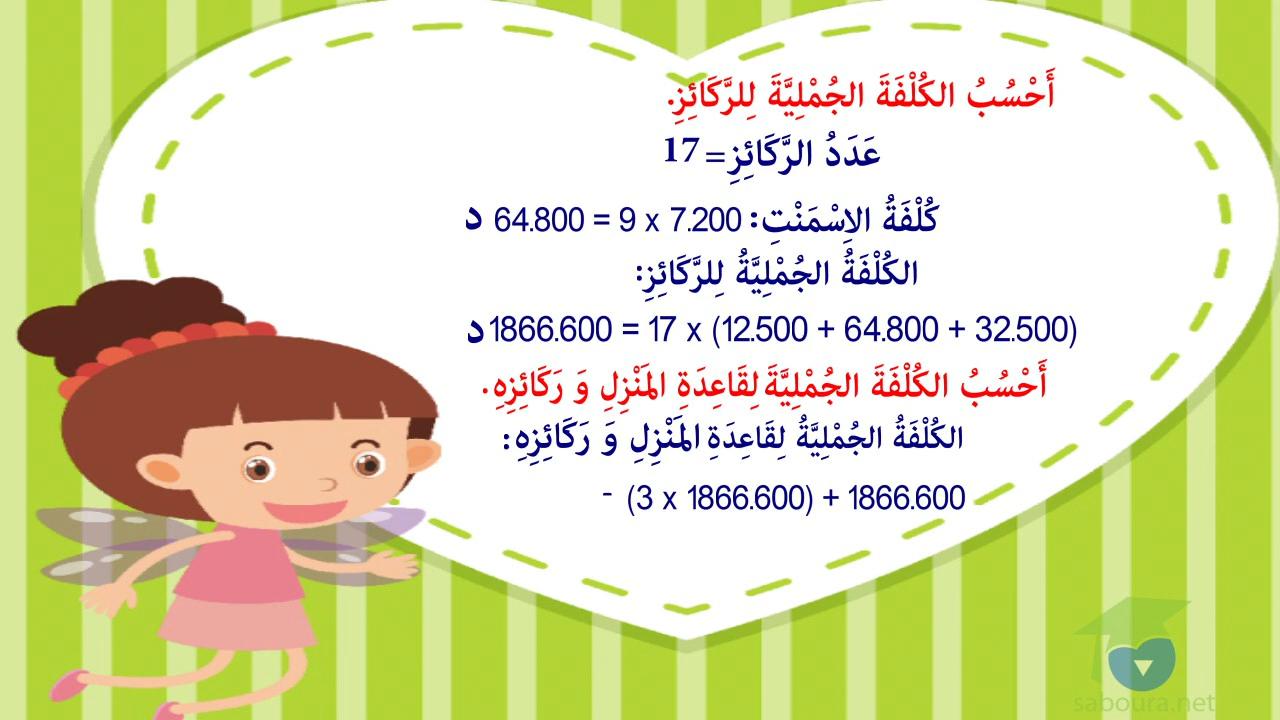 أَحْسُبُ الكُلْفَةَ الجُمْلِيَّةَ لِلرَّكَائِزِ.
عَدَدُ الرَّكَائِزِ = 17
كُلْفَةُ الاِسْمَنْتِ: 7.200 x 9 = 64.800 د
الكُلْفَةُ الجُمْلِيَّةُ لِلرَّكَائِزِ:
د 1866.600 = 17 x (12.500 + 64.800 + 32.500)
أَحْسُبُ الكُلْفَةَ الجُمْلِيَّةَ لِقَاعِدَةِ المَنْزِلِ وَ رَكَائِزِهِ.
الكُلْفَةُ الجُمْلِيَّةُ لِقَاعِدَةِ المَنْزِلِ وَ رَكَائِزِهِ:
- (3 x 1866.600) + 1866.600
saboura.net